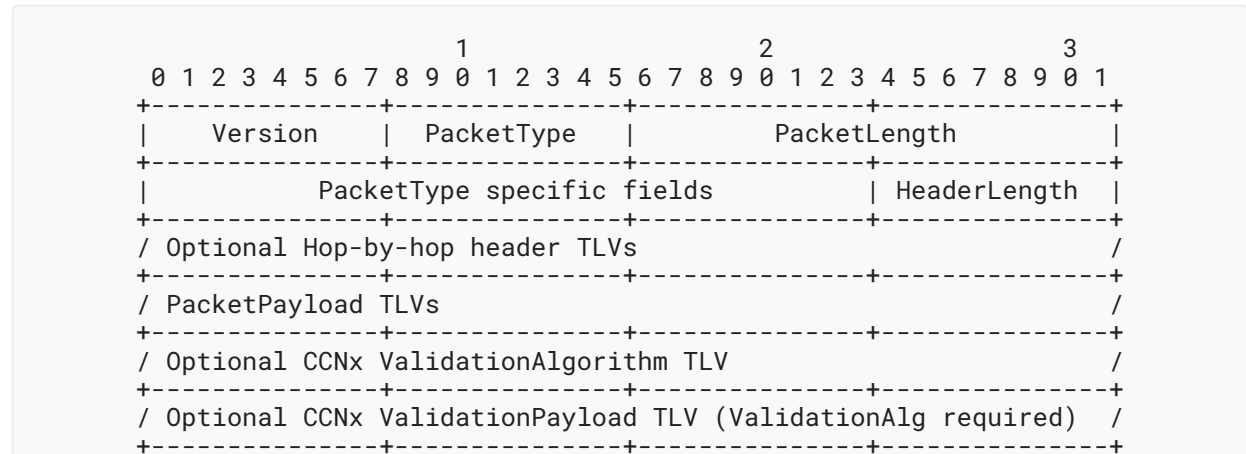 1                   2                   3
 0 1 2 3 4 5 6 7 8 9 0 1 2 3 4 5 6 7 8 9 0 1 2 3 4 5 6 7 8 9 0 1
+---------------+---------------+---------------+---------------+
|    Version    |  PacketType   |         PacketLength          |
+---------------+---------------+---------------+---------------+
|           PacketType specific fields          | HeaderLength  |
+---------------+---------------+---------------+---------------+
/ Optional Hop-by-hop header TLVs                               /
+---------------+---------------+---------------+---------------+
/ PacketPayload TLVs                                            /
+---------------+---------------+---------------+---------------+
/ Optional CCNx ValidationAlgorithm TLV                         /
+---------------+---------------+---------------+---------------+
/ Optional CCNx ValidationPayload TLV (ValidationAlg required)  /
+---------------+---------------+---------------+---------------+